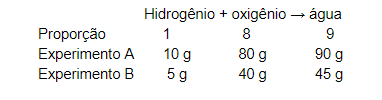 Hidrogênio + oxigênio → água
Proporção 1 8 9
Experimento A 10 g 80 g 90 g
Experimento B 5 g 40 g 45 g